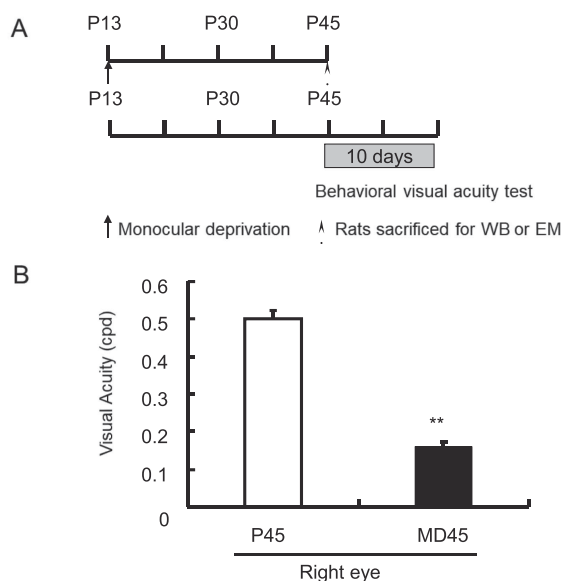 A
P13 P30 P45
P13 P30 P45
10 days
Behavioral visual acuity test
Monocular deprivation Rats sacrificed for WB or EM
B
Visual Acuity (cpd)
0.6
0.5
0.4
0.3
0.2
0.1
0
**
P45 MD45
Right eye